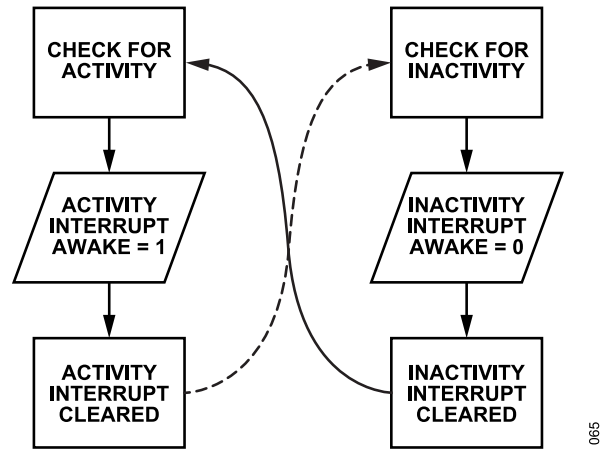 CHECK FOR
ACTIVITY
ACTIVITY
INTERRUPT
AWAKE = 1
ACTIVITY
INTERRUPT
CLEARED
CHECK FOR
INACTIVITY
INACTIVITY
INTERRUPT
AWAKE = 0
INACTIVITY
INTERRUPT
CLEARED
065